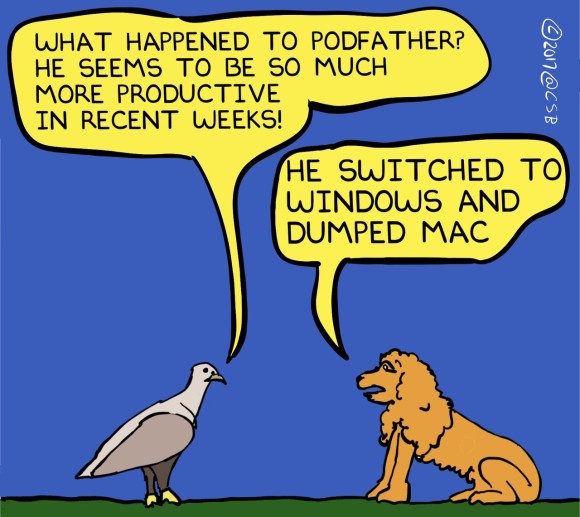 WHAT HAPPENED TO PODFATHER?
HE SEEMS TO BE SO MUCH
MORE PRODUCTIVE
IN RECENT WEEKS!
HE SWITCHED TO
WINDOWS AND
DUMPED MAC
©2017@CSB